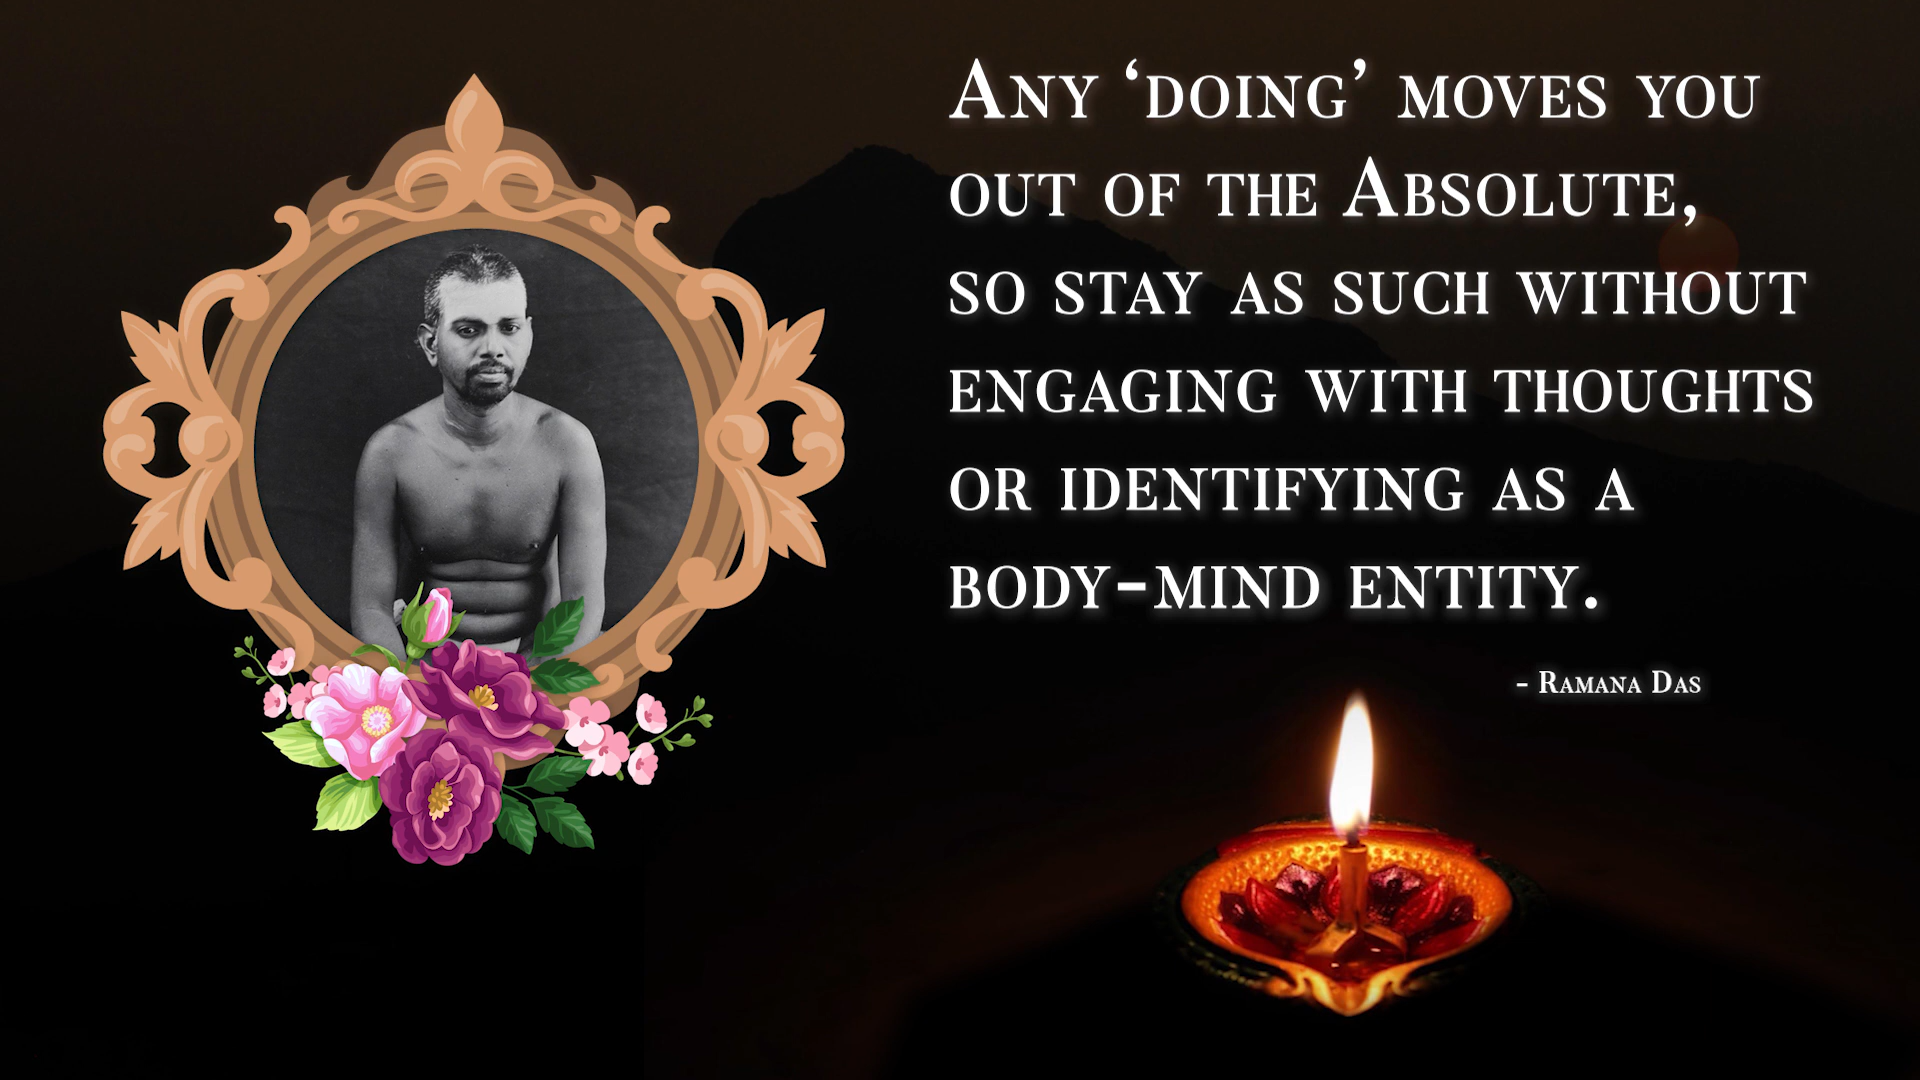 Any ‘doing’ moves you
out of the Absolute,
so stay as such without
engaging with thoughts
or identifying as a
body-mind entity.
- Ramana Das